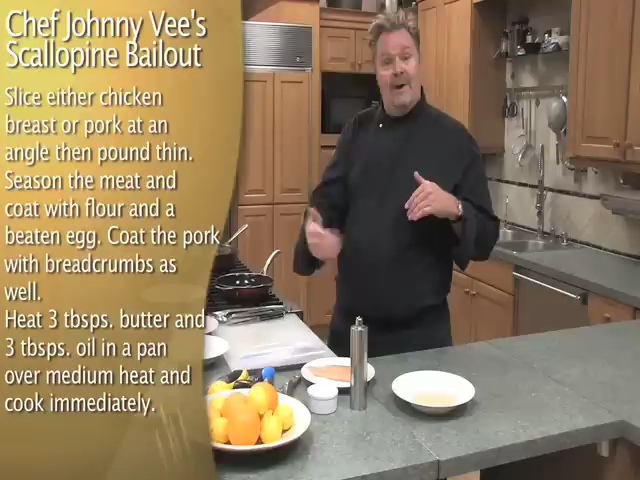 Chef Johnny Vee's
Scallopine Bailout
Slice either chicken
breast or pork at an
angle then pound thin.
Season the meat and
coat with flour and a
beaten egg. Coat the pork
with breadcrumbs as
well.
Heat 3 tbsps. butter and
3 tbsps. oil in a pan
over medium heat and
cook immediately.